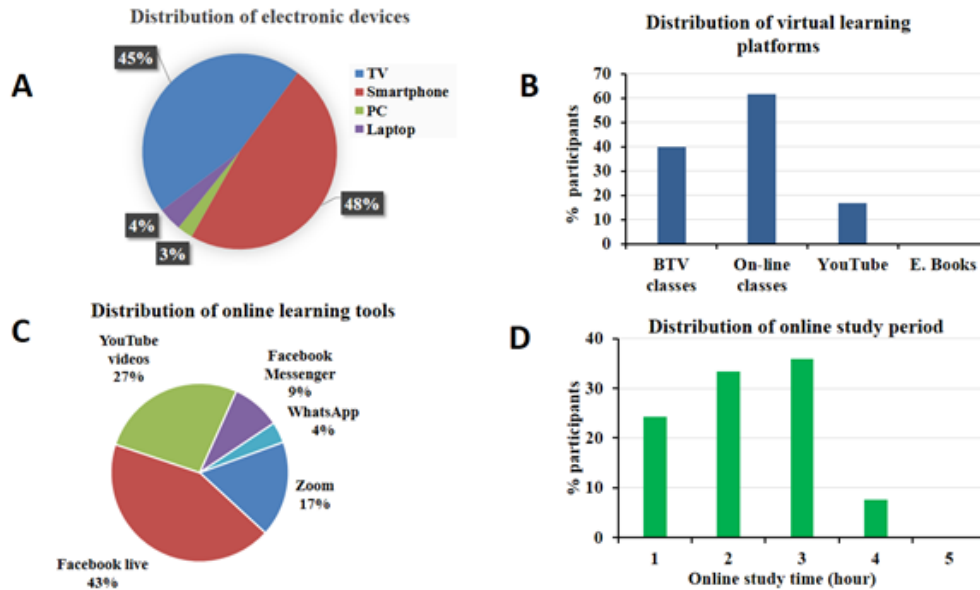 Distribution of electronic devices
A
45%
48%
4%
3%
TV
Smartphone
PC
Laptop
Distribution of virtual learning
platforms
B
% participants
70
60
50
40
30
20
10
0
BTV
classes
On-line
classes
YouTube
E. Books
C
Distribution of online learning tools
YouTube
videos
27%
Facebook
Messenger
9%
WhatsApp
4%
Zoom
17%
Facebook live
43%
D
Distribution of online study period
% participants
40
30
20
10
0
1
2
3
4
5
Online study time (hour)